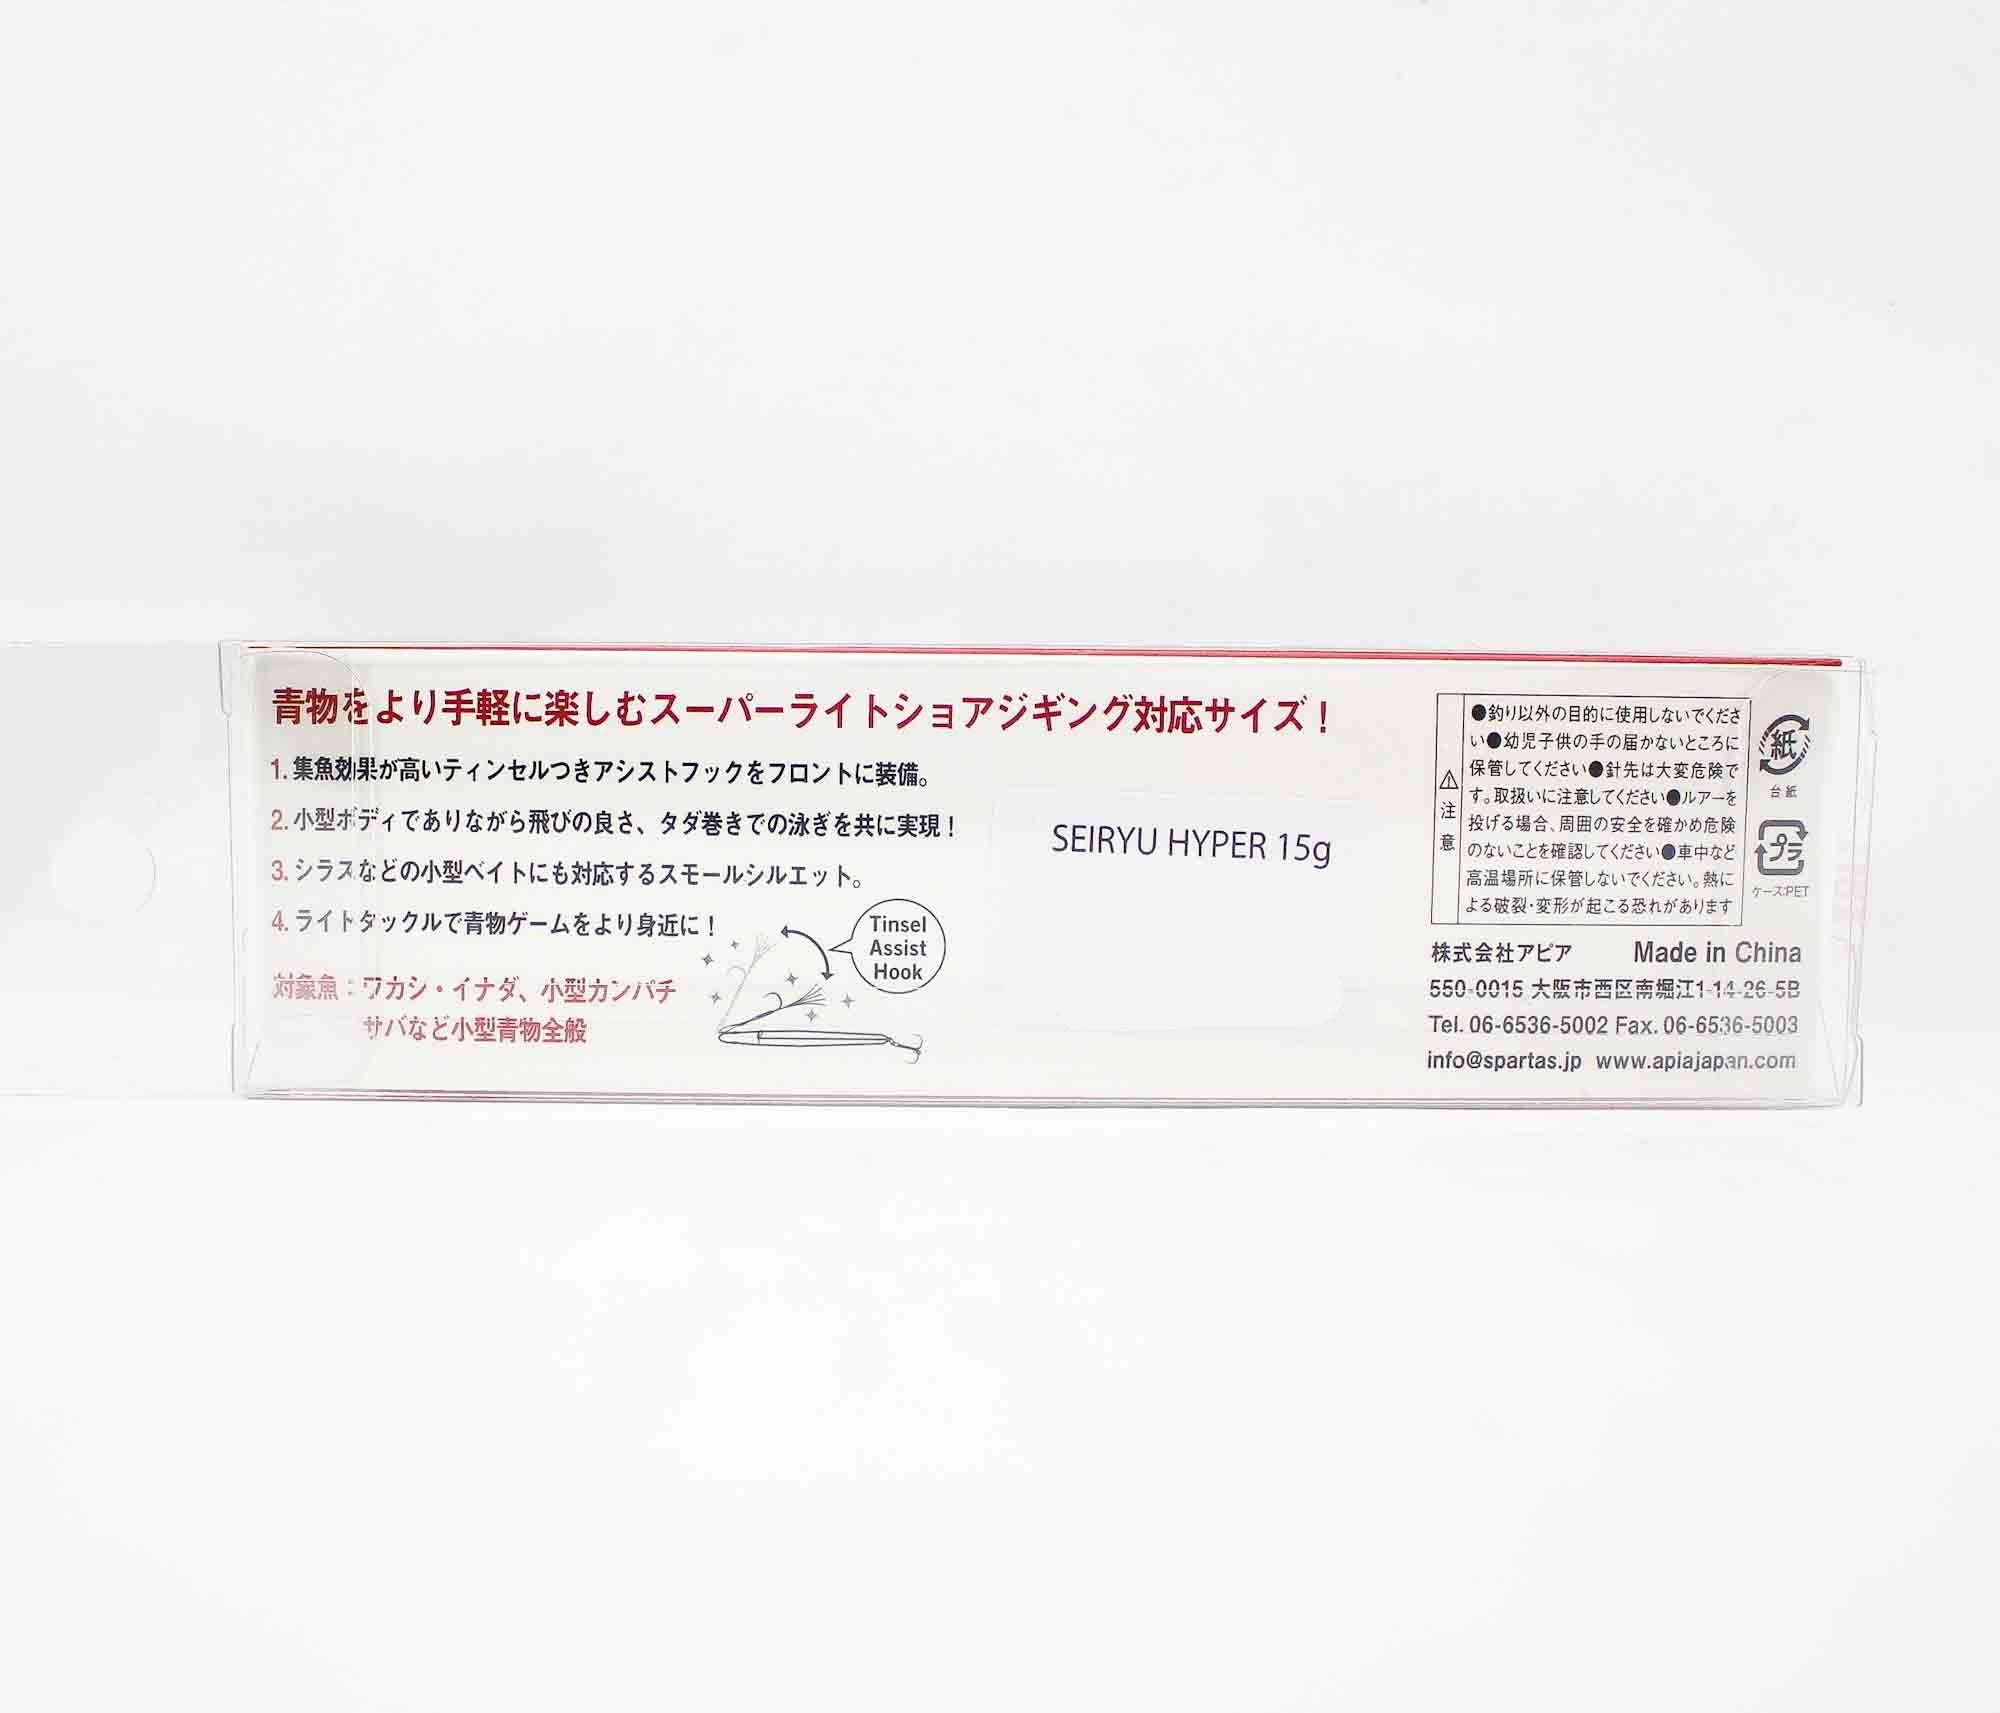 青物をより手軽に楽しむスーパーライトショアジギング対応サイズ！
1. 集魚効果が高いティンセルつきアシストフックをフロントに装備。
2. 小型ボディでありながら飛びの良さ、タダ巻きでの泳ぎを共に実現！
3. シラスなどの小型ベイトにも対応するスモールシルエット。
4. ライトタックルで青物ゲームをより身近に！
対象魚：ワカシ・イナダ、小型カンパチ
サバなど小型青物全般
Tinsel
Assist
Hook
SEIRYU HYPER 15g
⚠注意
●釣り以外の目的に使用しないでくださ
い●幼児子供の手の届かないところに
保管してください●針先は大変危険で
す。取扱いに注意してください●ルアーを
投げる場合、周囲の安全を確かめ危険
のないことを確認してください●車中など
高温場所に保管しないでください。熱に
よる破裂・変形が起こる恐れがあります
紙
台紙
プラ
ケース:PET
株式会社アピア Made in China
550-0015 大阪市西区南堀江1-14-26-5B
Tel. 06-6536-5002 Fax. 06-6536-5003
info@spartas.jp www.apiajapan.com